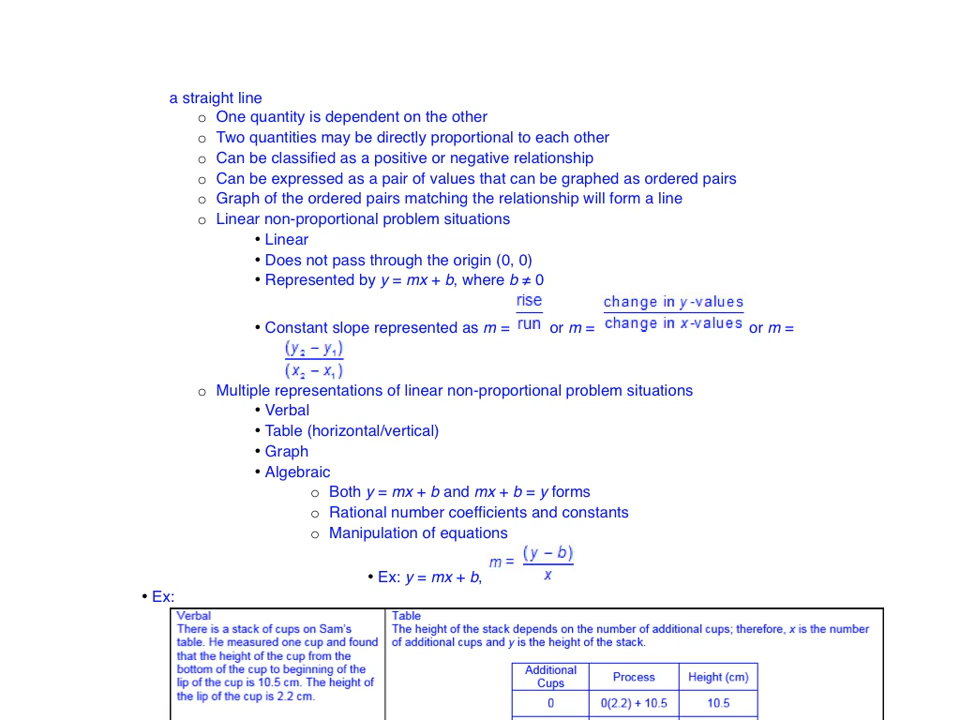 a straight line
o One quantity is dependent on the other
o Two quantities may be directly proportional to each other
o Can be classified as a positive or negative relationship
o Can be expressed as a pair of values that can be graphed as ordered pairs
o Graph of the ordered pairs matching the relationship will form a line
o Linear non-proportional problem situations
• Linear
• Does not pass through the origin (0, 0)
• Represented by y = mx + b, where b ≠ 0
• Constant slope represented as m = rise/run or m = change in y-values/change in x-values or m =
(y₂ – y₁)/(x₂ – x₁)
o Multiple representations of linear non-proportional problem situations
• Verbal
• Table (horizontal/vertical)
• Graph
• Algebraic
o Both y = mx + b and mx + b = y forms
o Rational number coefficients and constants
o Manipulation of equations
• Ex: y = mx + b, m = (y – b)/x
• Ex:
Verbal
There is a stack of cups on Sam's
table. He measured one cup and found
that the height of the cup from the
bottom of the cup to beginning of the
lip of the cup is 10.5 cm. The height of
the lip of the cup is 2.2 cm.
Table
The height of the stack depends on the number of additional cups; therefore, x is the number
of additional cups and y is the height of the stack.
Additional Cups Process Height (cm)
0 0(2.2) + 10.5 10.5